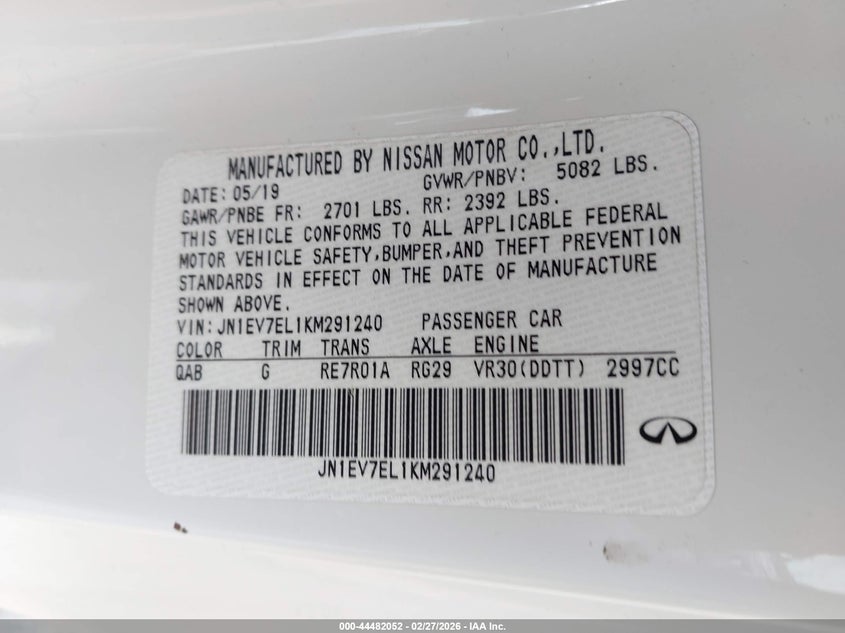 MANUFACTURED BY NISSAN MOTOR CO.,LTD.
DATE: 05/19 GVWR/PNBV: 5082 LBS.
GAWR/PNBE FR: 2701 LBS. RR: 2392 LBS.
THIS VEHICLE CONFORMS TO ALL APPLICABLE FEDERAL
MOTOR VEHICLE SAFETY,BUMPER,AND THEFT PREVENTION
STANDARDS IN EFFECT ON THE DATE OF MANUFACTURE
SHOWN ABOVE.
VIN: JN1EV7EL1KM291240 PASSENGER CAR
COLOR TRIM TRANS AXLE ENGINE
QAB G RE7R01A RG29 VR30(DDTT) 2997CC
JN1EV7EL1KM291240
000-44482052 - 02/27/2026 - IAA Inc.